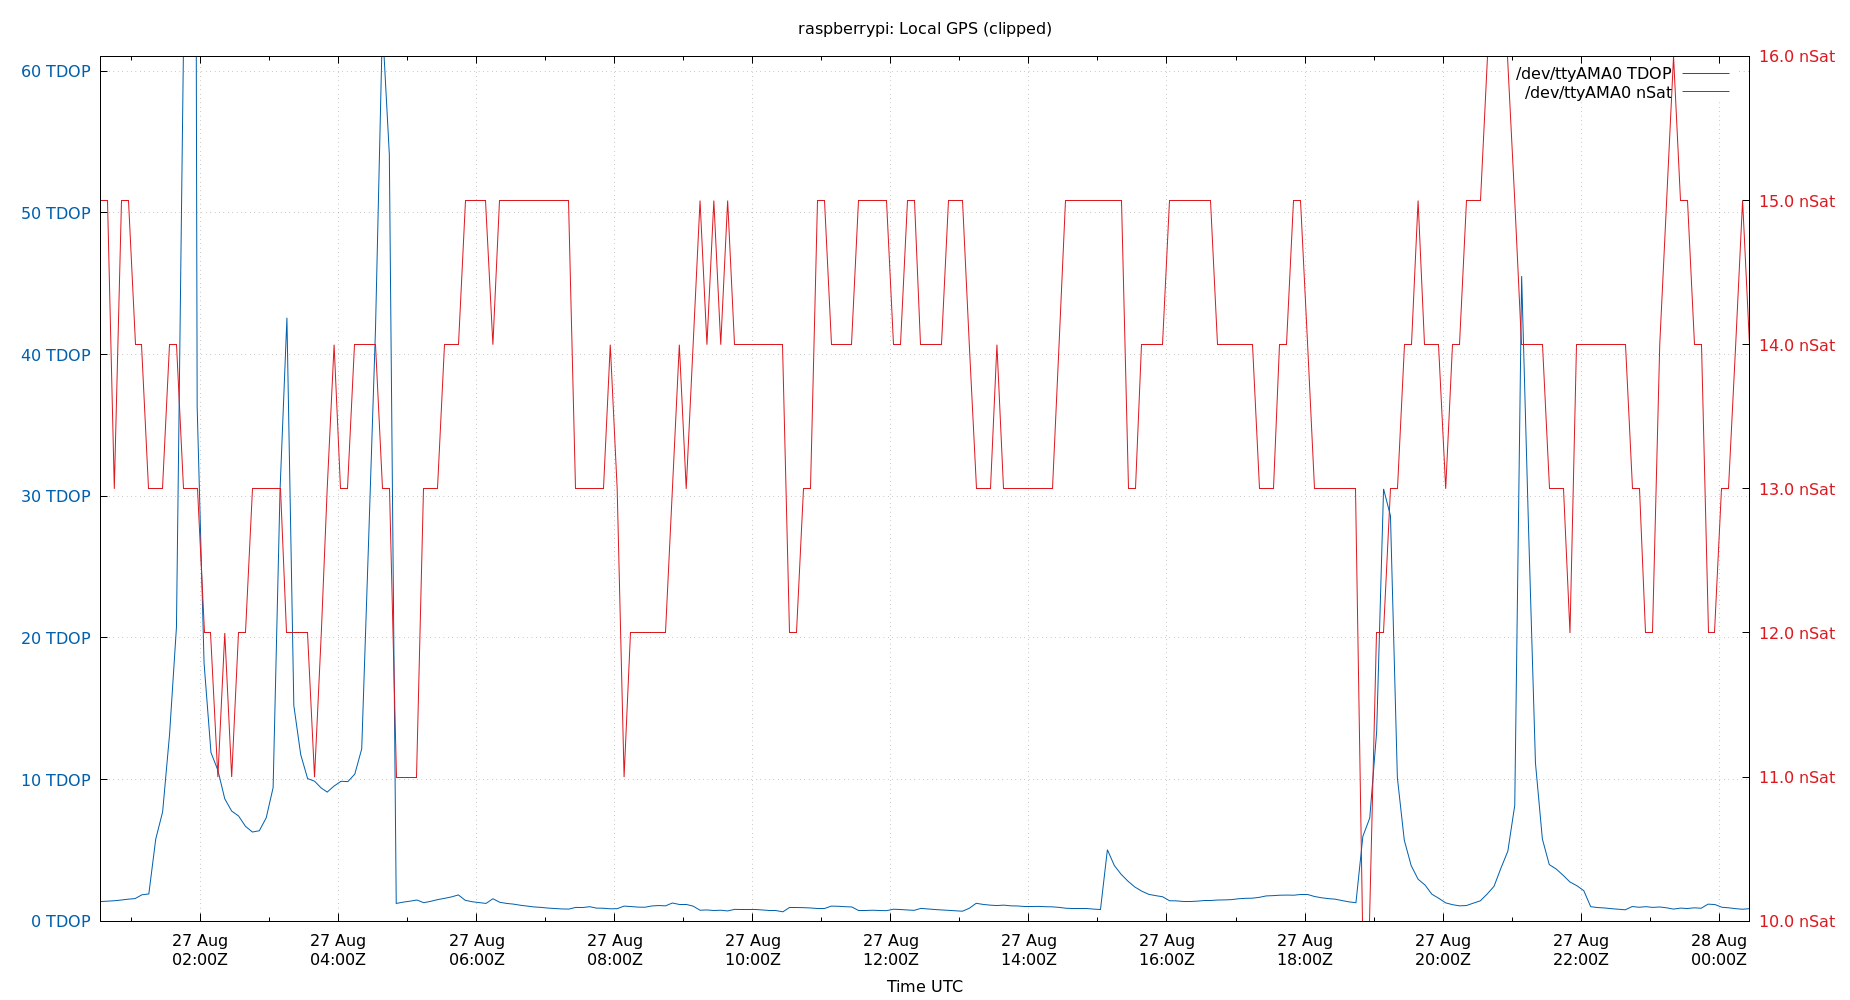 raspberrypi: Local GPS (clipped)
60 TDOP
50 TDOP
40 TDOP
30 TDOP
20 TDOP
10 TDOP
0 TDOP
16.0 nSat
15.0 nSat
14.0 nSat
13.0 nSat
12.0 nSat
11.0 nSat
10.0 nSat
/dev/ttyAMA0 TDOP
/dev/ttyAMA0 nSat
27 Aug
02:00Z
27 Aug
04:00Z
27 Aug
06:00Z
27 Aug
08:00Z
27 Aug
10:00Z
27 Aug
12:00Z
27 Aug
14:00Z
27 Aug
16:00Z
27 Aug
18:00Z
27 Aug
20:00Z
27 Aug
22:00Z
28 Aug
00:00Z
Time UTC